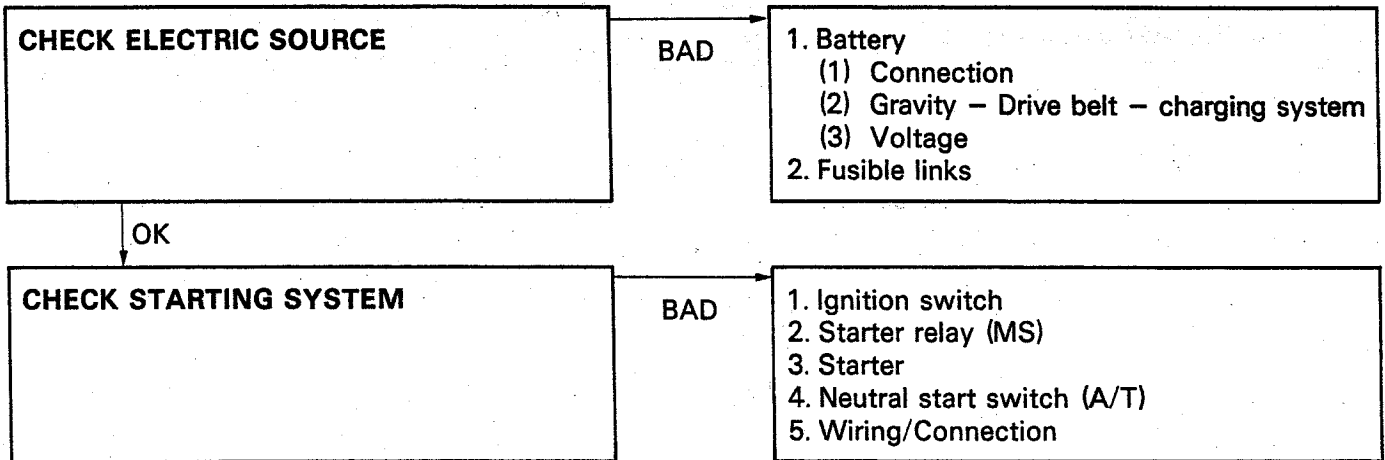 CHECK ELECTRIC SOURCE
BAD
1. Battery
(1) Connection
(2) Gravity – Drive belt – charging system
(3) Voltage
2. Fusible links
OK
CHECK STARTING SYSTEM
BAD
1. Ignition switch
2. Starter relay (MS)
3. Starter
4. Neutral start switch (A/T)
5. Wiring/Connection